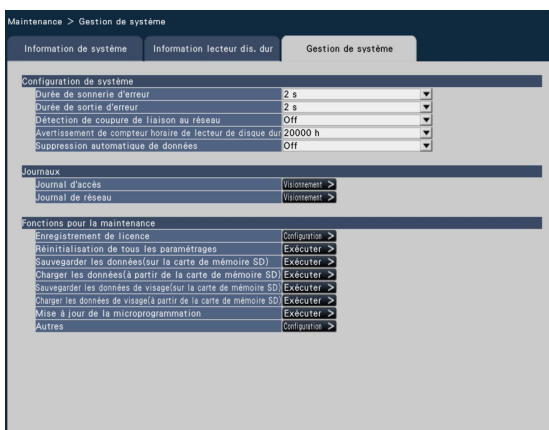 Maintenance > Gestion de système
Information de système Information lecteur dis. dur Gestion de système
Configuration de système
Durée de sonnerie d'erreur 2 s
Durée de sortie d'erreur 2 s
Détection de coupure de liaison au réseau Off
Avertissement de compteur horaire de lecteur de disque dur 20000 h
Suppression automatique de données Off
Journaux
Journal d'accès Visionnement >
Journal de réseau Visionnement >
Fonctions pour la maintenance
Enregistrement de licence Configuration >
Réinitialisation de tous les paramétrages Exécuter >
Sauvegarder les données(sur la carte de mémoire SD) Exécuter >
Charger les données(à partir de la carte de mémoire SD) Exécuter >
Sauvegarder les données de visage(sur la carte de mémoire SD) Exécuter >
Charger les données de visage(à partir de la carte de mémoire SD) Exécuter >
Mise à jour de la microprogrammation Exécuter >
Autres Configuration >